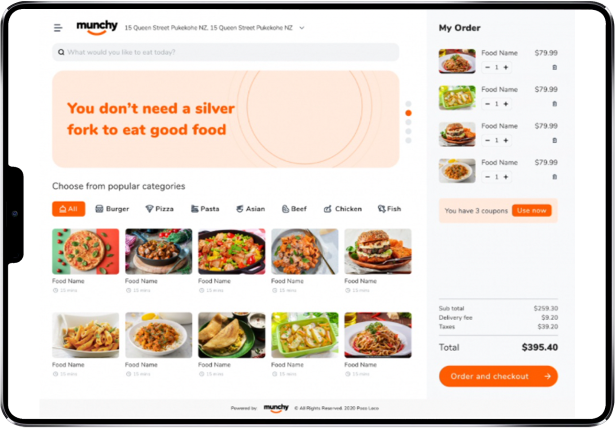 munchy
15 Queen Street Pukekohe NZ, 15 Queen Street Pukekohe NZ
What would you like to eat today?
You don't need a silver
fork to eat good food
Choose from popular categories
All
Burger
Pizza
Pasta
Asian
Beef
Chicken
Fish
Food Name
15 mins
Food Name
15 mins
Food Name
15 mins
Food Name
15 mins
Food Name
15 mins
Food Name
15 mins
Food Name
15 mins
Food Name
15 mins
Food Name
15 mins
Food Name
15 mins
My Order
Food Name $79.99
− 1 +
Food Name $79.99
− 1 +
Food Name $79.99
− 1 +
Food Name $79.99
− 1 +
You have 3 coupons Use now
Sub total $259.30
Delivery fee $9.20
Taxes $39.20
Total $395.40
Order and checkout →
Powered by munchy © All Rights Reserved 2020 Poss Laco